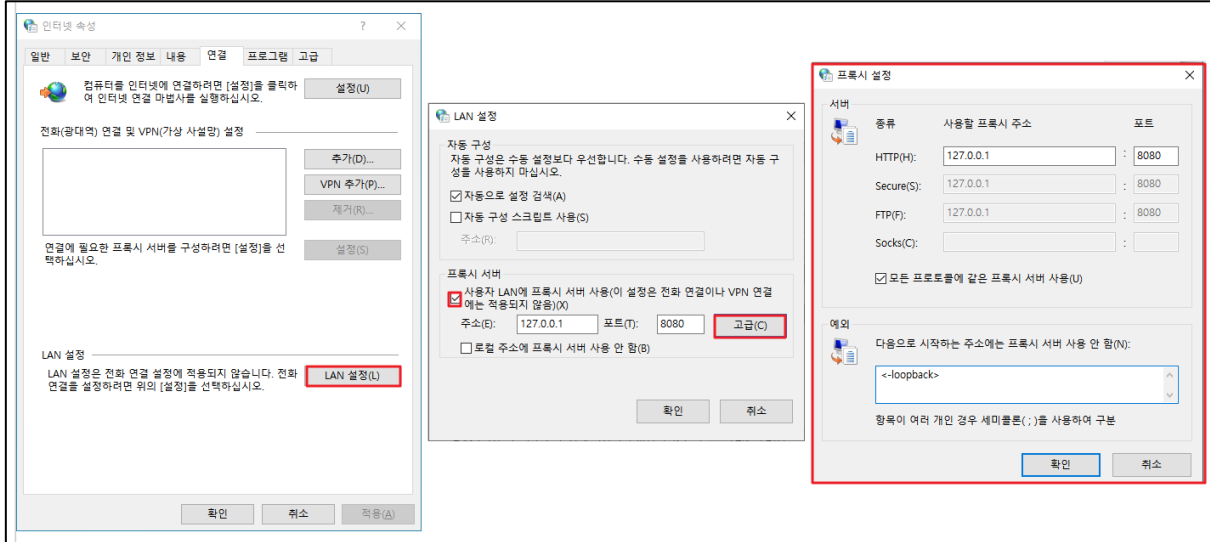 인터넷 속성
일반 보안 개인 정보 내용 연결 프로그램 고급
컴퓨터를 인터넷에 연결하려면 [설정]을 클릭하
여 인터넷 연결 마법사를 실행하십시오.
설정(U)
전화(광대역) 연결 및 VPN(가상 사설망) 설정
추가(D)...
VPN 추가(P)...
제거(R)...
연결에 필요한 프록시 서버를 구성하려면 [설정]을 선
택하십시오.
설정(S)
LAN 설정
LAN 설정은 전화 연결 설정에 적용되지 않습니다. 전화
연결을 설정하려면 위의 [설정]을 선택하십시오.
LAN 설정(L)
확인 취소 적용(A)
LAN 설정
자동 구성
자동 구성은 수동 설정보다 우선합니다. 수동 설정을 사용하려면 자동 구
성을 사용하지 마십시오.
자동으로 설정 검색(A)
자동 구성 스크립트 사용(S)
주소(R):
프록시 서버
사용자 LAN에 프록시 서버 사용(이 설정은 전화 연결이나 VPN 연결
에는 적용되지 않음)(X)
주소(E): 127.0.0.1 포트(T): 8080 고급(C)
로컬 주소에 프록시 서버 사용 안 함(B)
확인 취소
프록시 설정
서버
종류 사용할 프록시 주소 포트
HTTP(H): 127.0.0.1 : 8080
Secure(S): 127.0.0.1 : 8080
FTP(F): 127.0.0.1 : 8080
Socks(C): :
모든 프로토콜에 같은 프록시 서버 사용(U)
예외
다음으로 시작하는 주소에는 프록시 서버 사용 안 함(N):
<-loopback>
항목이 여러 개인 경우 세미콜론( ; )을 사용하여 구분
확인 취소